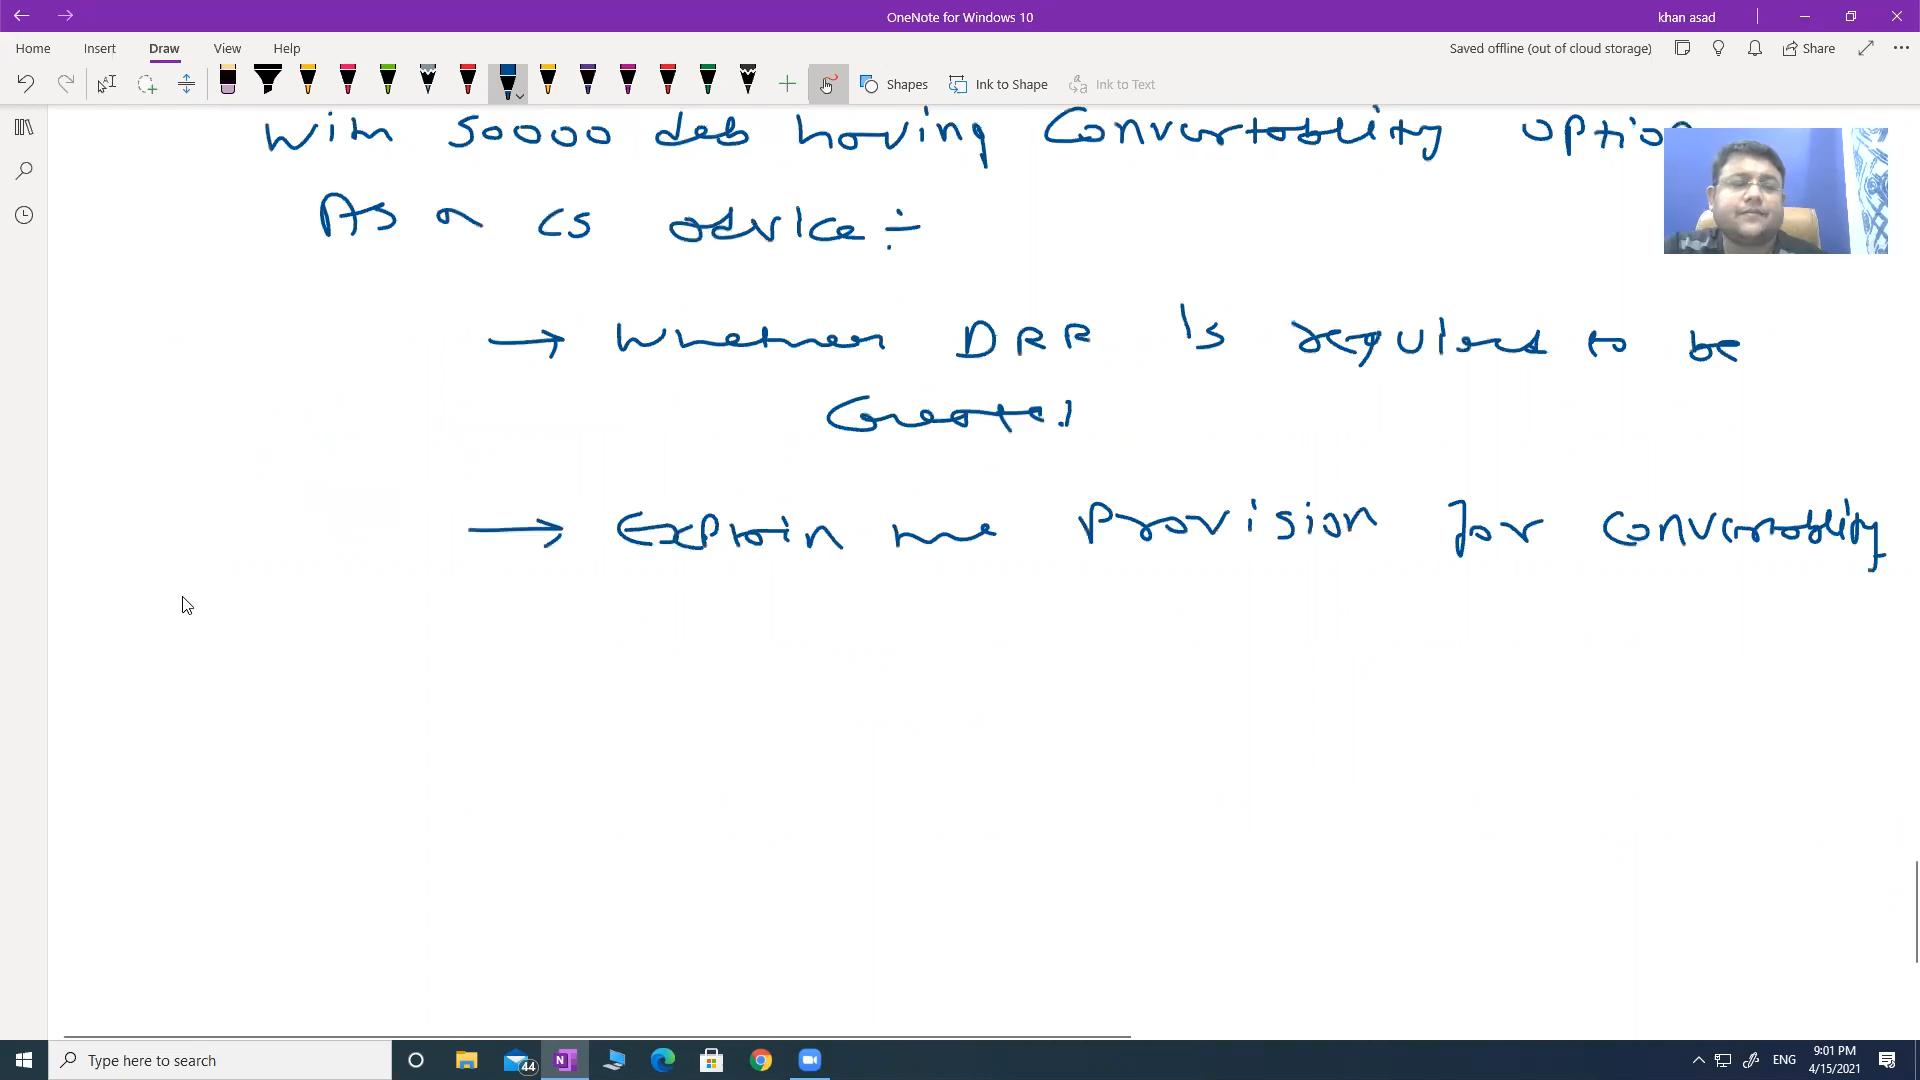 OneNote for Windows 10
khan asad
Home Insert Draw View Help
Saved offline (out of cloud storage)
Share
Shapes
Ink to Shape
Ink to Text
With 50000 deb having Convertability option
As a CS advice :-
→ Whether DRR is required to be
Created
→ Explain me Provision for Convertability
Type here to search
44
ENG
9:01 PM
4/15/2021